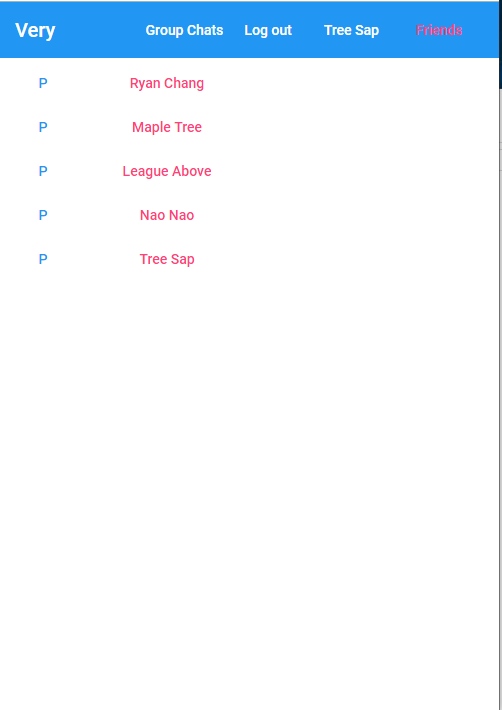 Very Group Chats Log out Tree Sap Friends
P Ryan Chang
P Maple Tree
P League Above
P Nao Nao
P Tree Sap